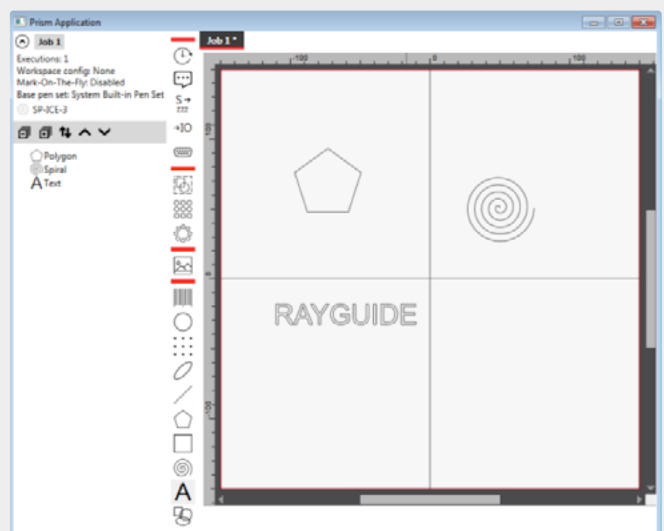 Prism Application
Job 1
Executions: 1
Workspace config: None
Mark-On-The-Fly: Disabled
Base pen set: System Built-in Pen Set
SP-ICE-3
Polygon
Spiral
Text
S
IO
Job 1 *
-100
0
100
100
0
-100
RAYGUIDE
A